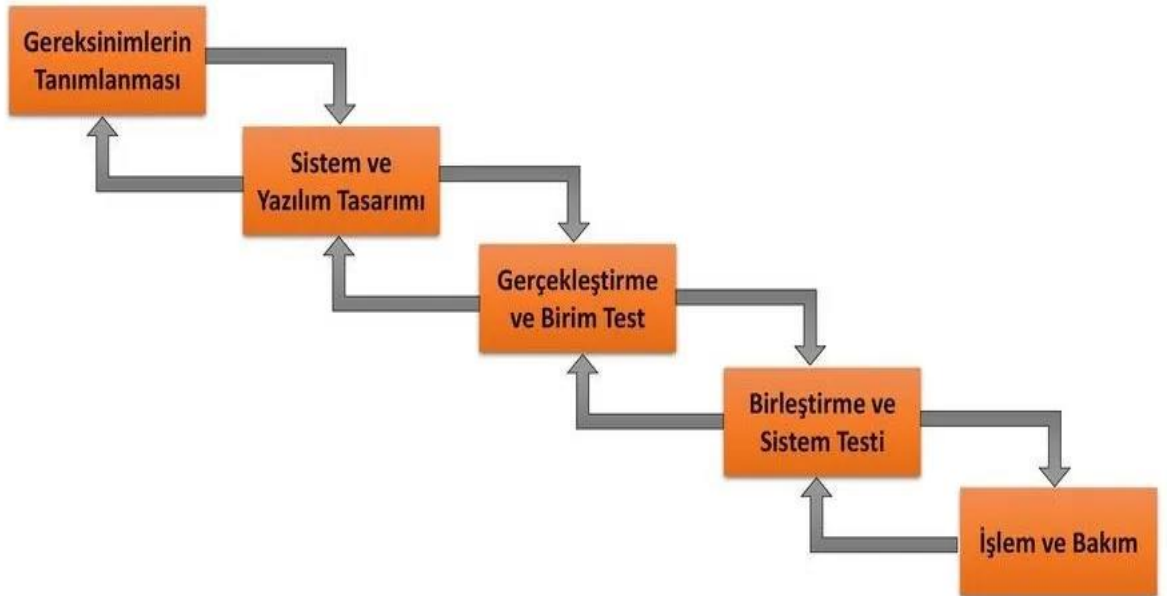 Gereksinimlerin
Tanımlanması
Sistem ve
Yazılım Tasarımı
Gerçekleştirme
ve Birim Test
Birleştirme ve
Sistem Testi
İşlem ve Bakım